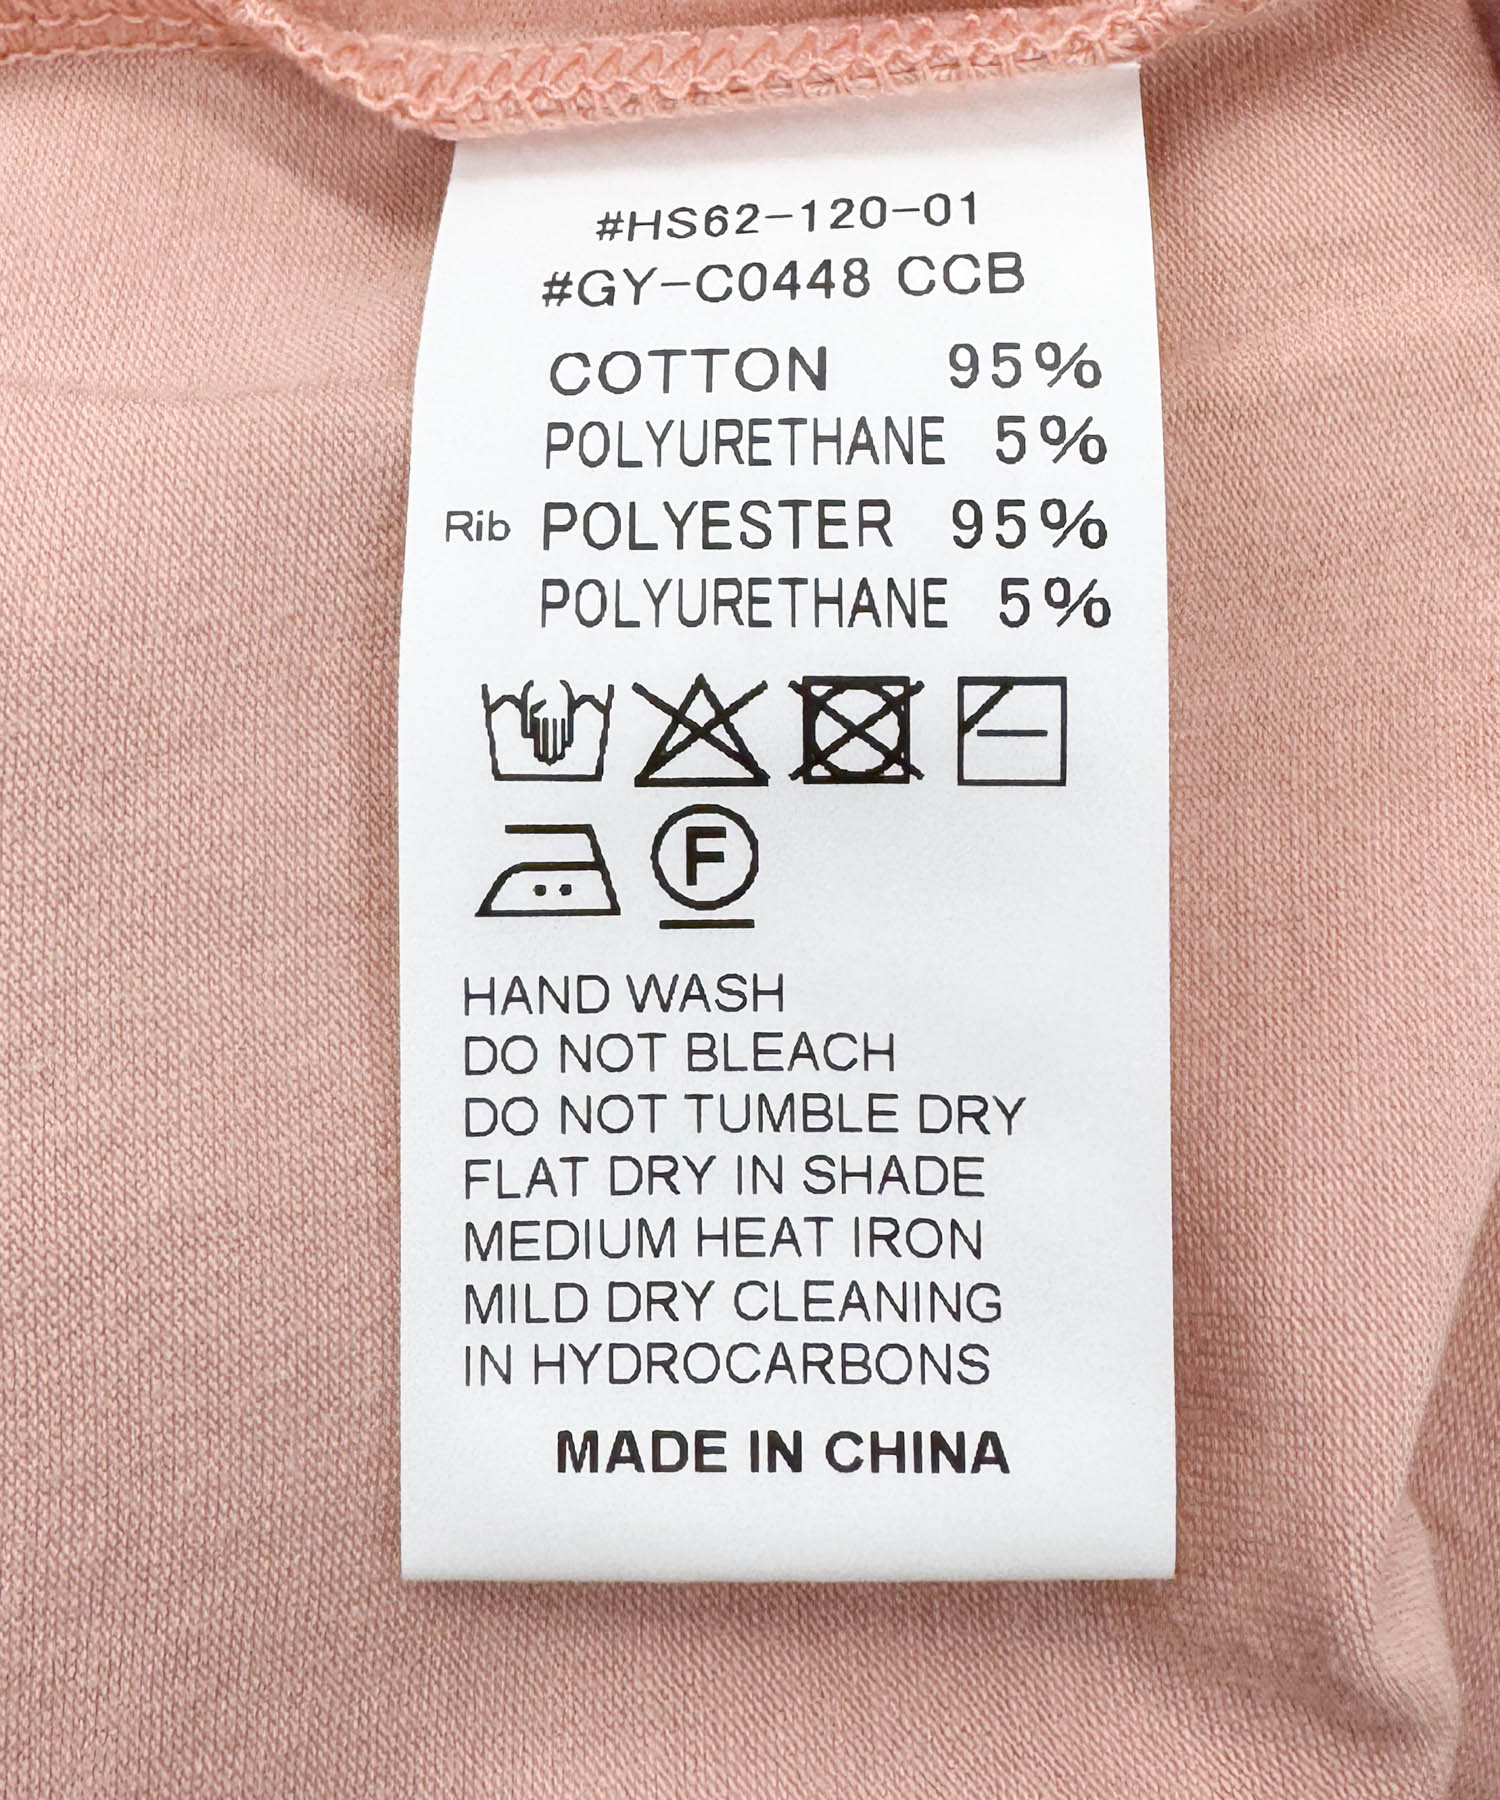 #HS62-120-01
#GY-C0448 CCB
COTTON 95%
POLYURETHANE 5%
Rib POLYESTER 95%
POLYURETHANE 5%
F
HAND WASH
DO NOT BLEACH
DO NOT TUMBLE DRY
FLAT DRY IN SHADE
MEDIUM HEAT IRON
MILD DRY CLEANING
IN HYDROCARBONS
MADE IN CHINA